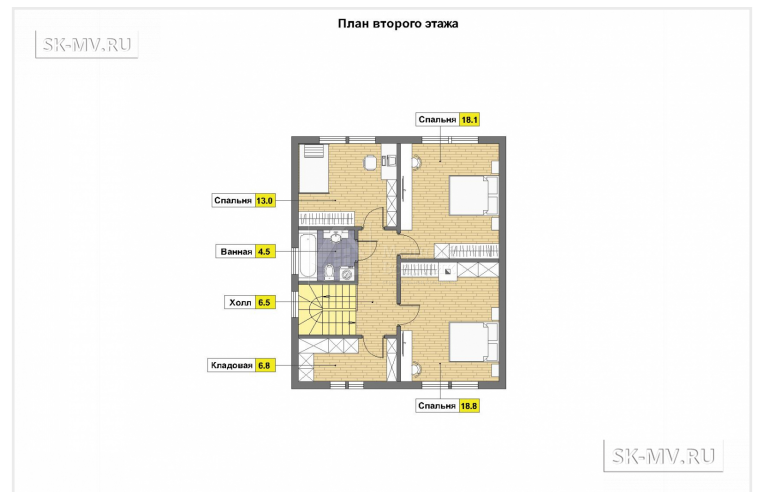 План второго этажа
SK-MV.RU
Спальня 18.1
Спальня 13.0
Ванная 4.5
Холл 6.5
Кладовая 6.8
Спальня 18.8
SK-MV.RU